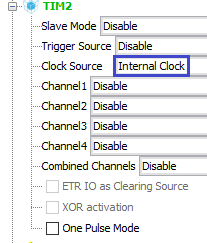 TIM2
Slave Mode Disable
Trigger Source Disable
Clock Source Internal Clock
Channel1 Disable
Channel2 Disable
Channel3 Disable
Channel4 Disable
Combined Channels Disable
ETR IO as Clearing Source
XOR activation
One Pulse Mode